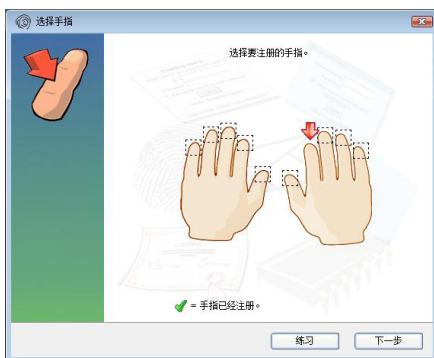 选择手指
选择要注册的手指。
= 手指已经注册。
练习
下一步